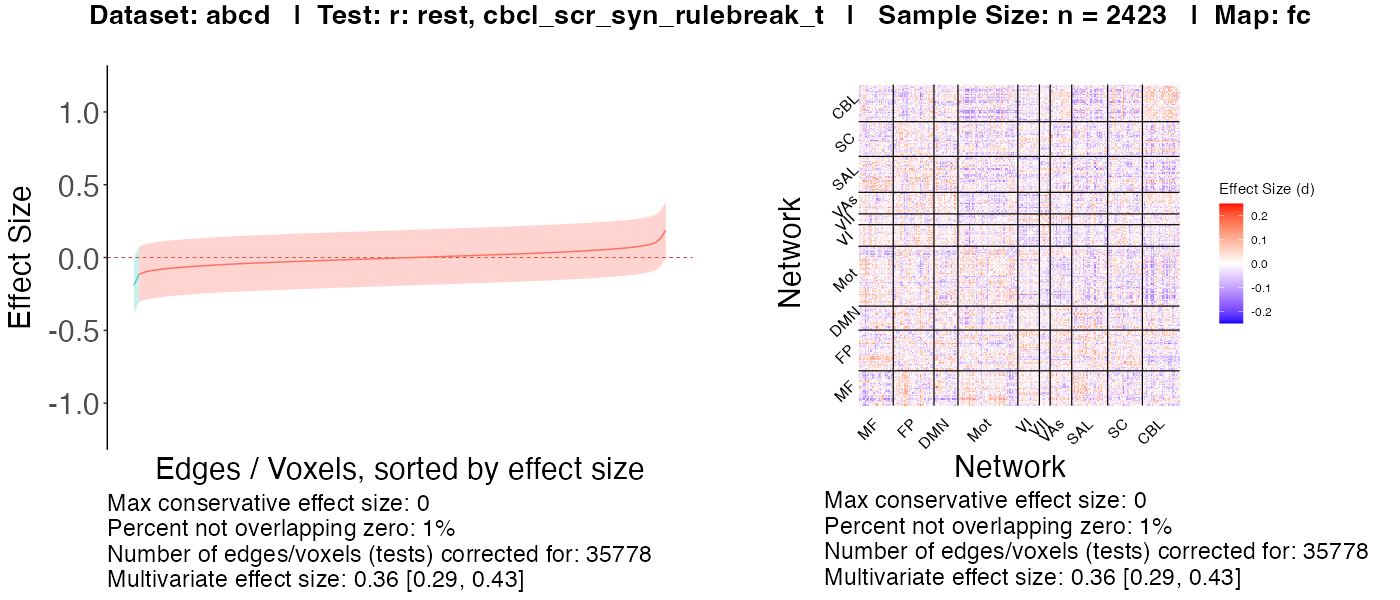 Dataset: abcd | Test: r: rest, cbcl_scr_syn_rulebreak_t | Sample Size: n = 2423 | Map: fc
Effect Size
1.0
0.5
0.0
-0.5
-1.0
Edges / Voxels, sorted by effect size
Max conservative effect size: 0
Percent not overlapping zero: 1%
Number of edges/voxels (tests) corrected for: 35778
Multivariate effect size: 0.36 [0.29, 0.43]
Network
CBL
SC
SAL
VAs
VII
VI
Mot
DMN
FP
MF
MF
FP
DMN
Mot
VI
VII
VAs
SAL
SC
CBL
Network
Effect Size (d)
0.2
0.1
0.0
-0.1
-0.2
Max conservative effect size: 0
Percent not overlapping zero: 1%
Number of edges/voxels (tests) corrected for: 35778
Multivariate effect size: 0.36 [0.29, 0.43]